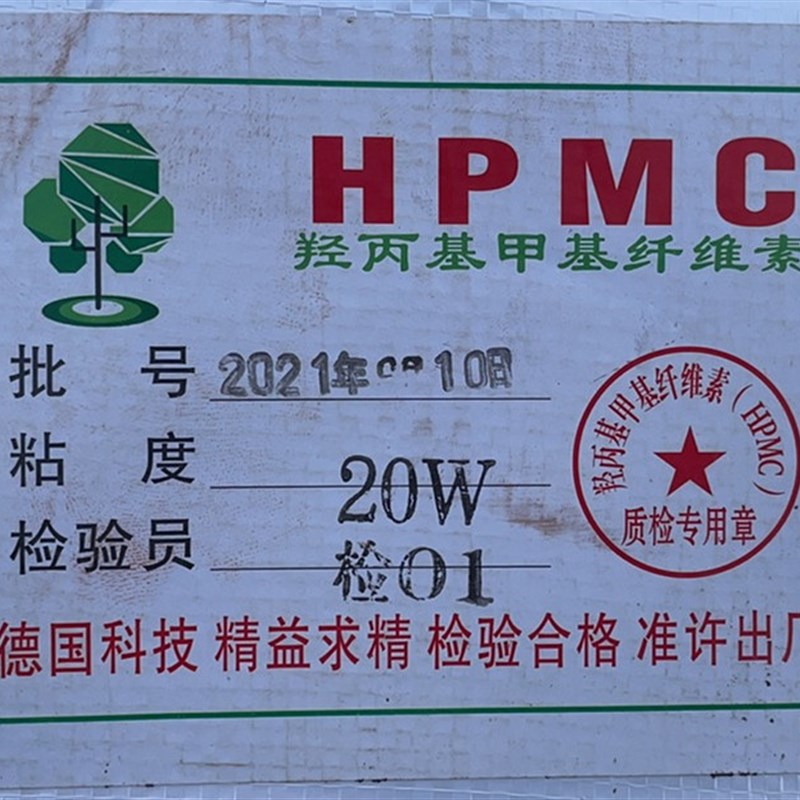 HPMC
羟丙基甲基纤维素
批 号 2021年 10日
粘 度 20W
检验员 检01
羟丙基甲基纤维素(HPMC)
质检专用章
德国科技 精益求精 检验合格 准许出厂